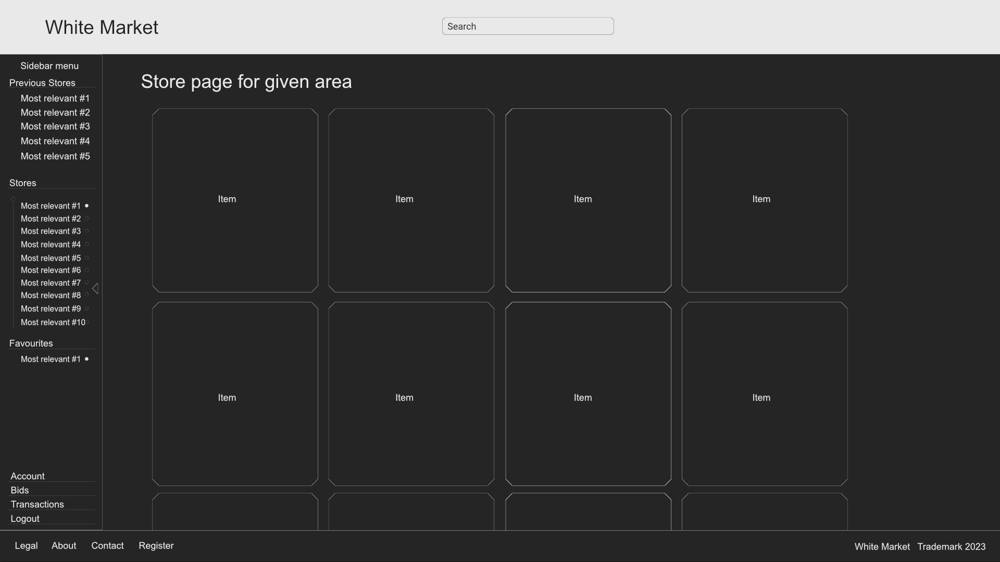 White Market
Search
Sidebar menu
Previous Stores
Most relevant #1
Most relevant #2
Most relevant #3
Most relevant #4
Most relevant #5
Stores
Most relevant #1
Most relevant #2
Most relevant #3
Most relevant #4
Most relevant #5
Most relevant #6
Most relevant #7
Most relevant #8
Most relevant #9
Most relevant #10
Favourites
Most relevant #1
Account
Bids
Transactions
Logout
Store page for given area
Item Item Item Item
Item Item Item Item
Legal About Contact Register
White Market Trademark 2023